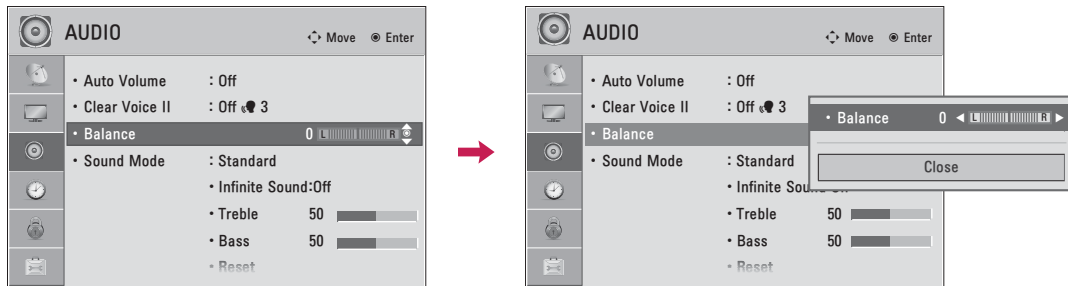 AUDIO
Move Enter
• Auto Volume : Off
• Clear Voice II : Off 3
• Balance 0 L R
• Sound Mode : Standard
• Infinite Sound:Off
• Treble 50
• Bass 50
• Reset
AUDIO
Move Enter
• Auto Volume : Off
• Clear Voice II : Off 3
• Balance
• Sound Mode : Standard
• Infinite
• Treble 50
• Bass 50
• Reset
• Balance 0 L R
Close